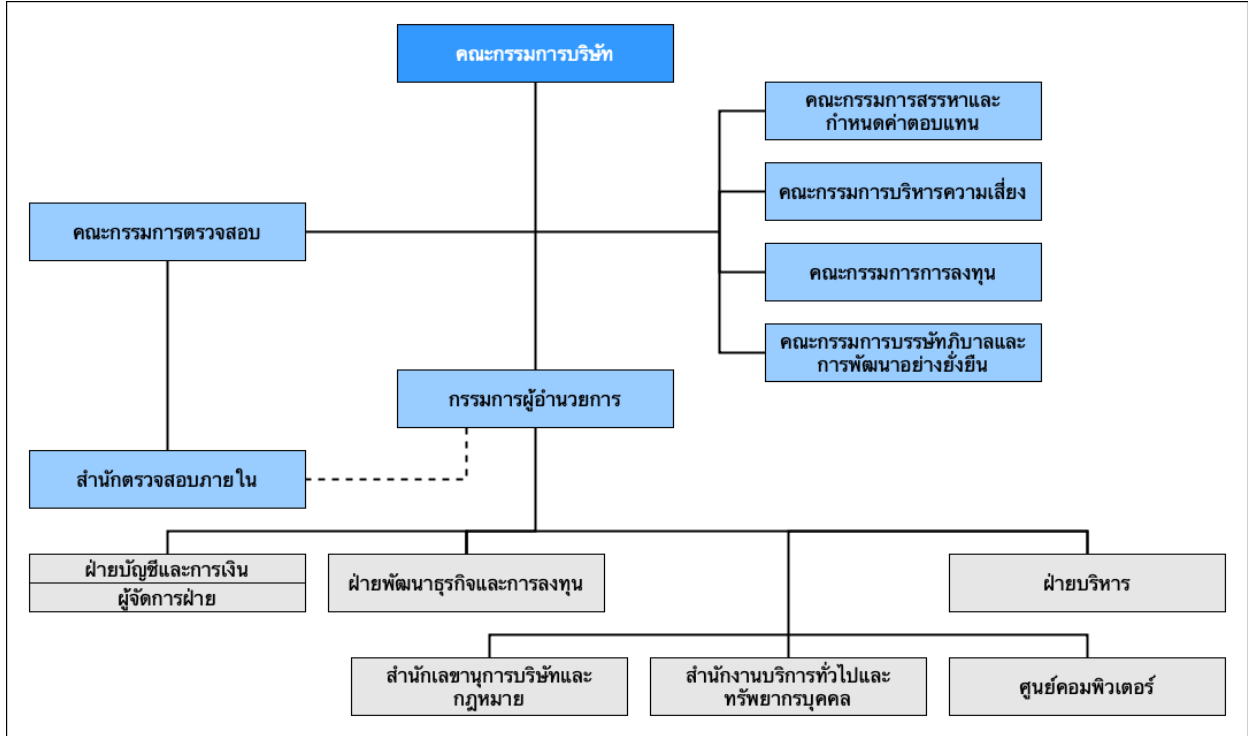 คณะกรรมการบริษัท
คณะกรรมการสรรหาและ
กำหนดค่าตอบแทน
คณะกรรมการบริหารความเสี่ยง
คณะกรรมการตรวจสอบ
คณะกรรมการการลงทุน
คณะกรรมการบรรษัทภิบาลและ
การพัฒนาอย่างยั่งยืน
กรรมการผู้อำนวยการ
สำนักตรวจสอบภายใน
ฝ่ายบัญชีและการเงิน
ผู้จัดการฝ่าย
ฝ่ายพัฒนาธุรกิจและการลงทุน
ฝ่ายบริหาร
สำนักเลขานุการบริษัทและ
กฎหมาย
สำนักงานบริการทั่วไปและ
ทรัพยากรบุคคล
ศูนย์คอมพิวเตอร์